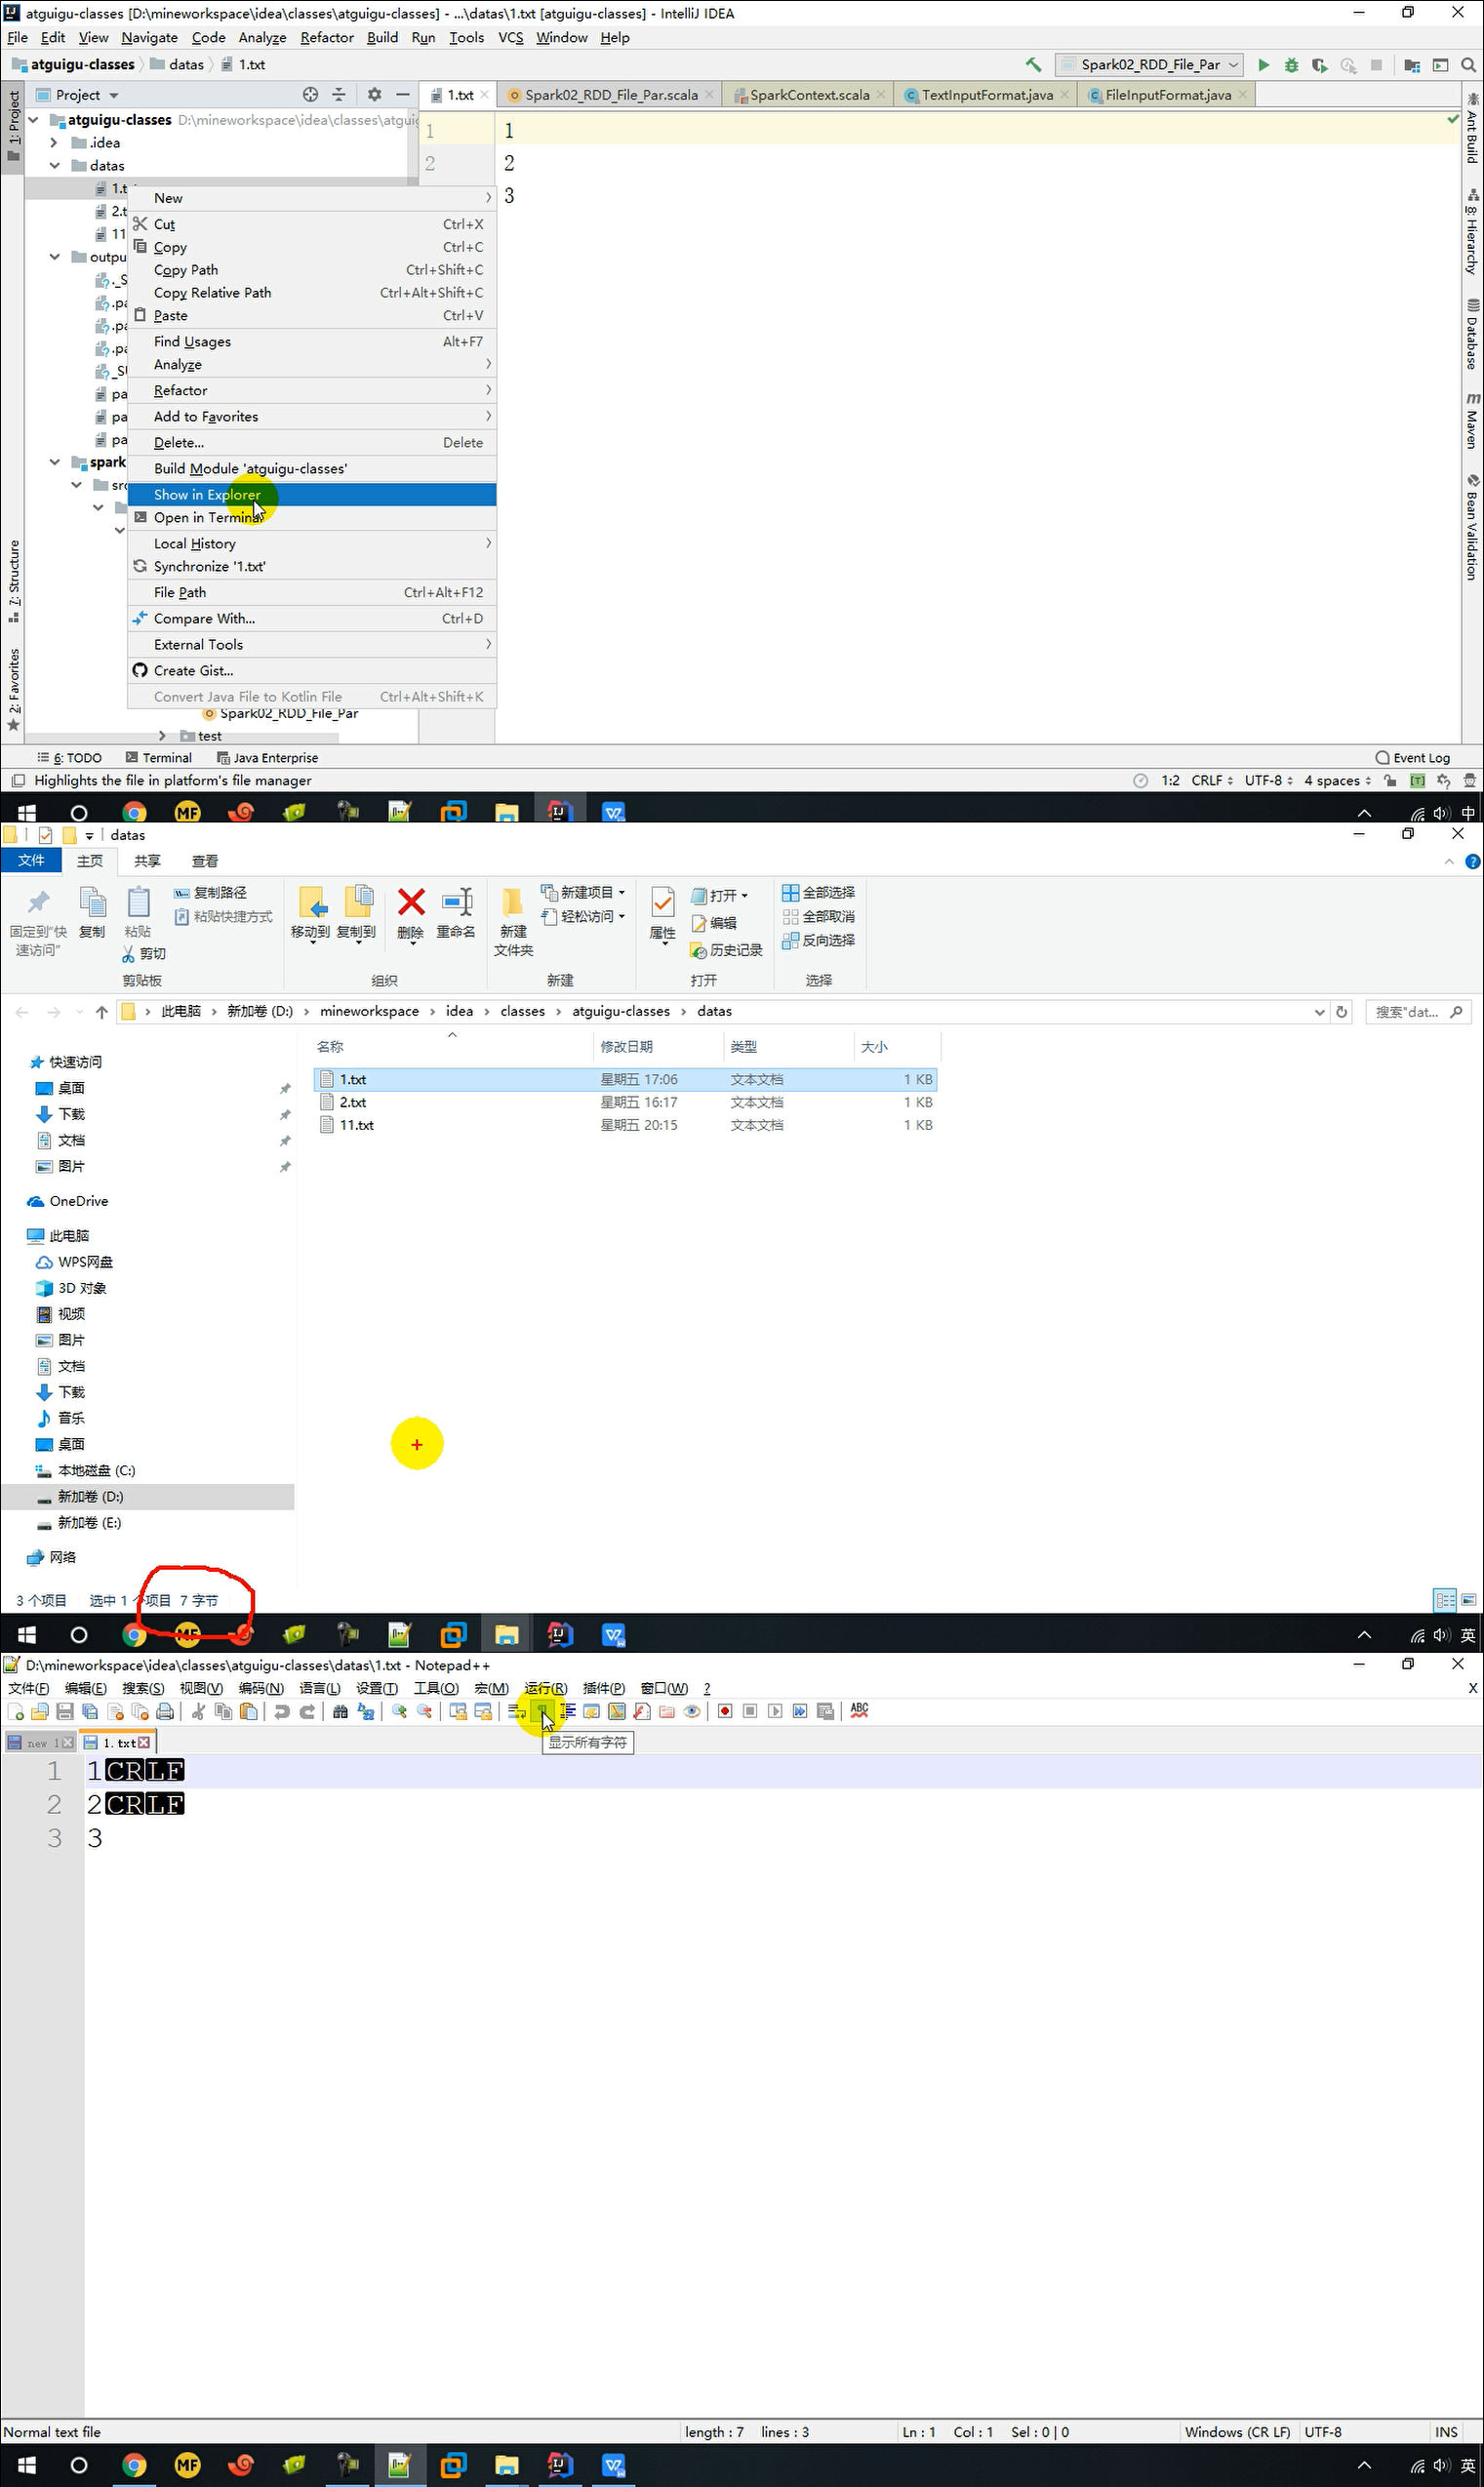 atguigu-classes [D:\mineworkspace\idea\classes\atguigu-classes] - ...\datas\1.txt [atguigu-classes] - IntelliJ IDEA
File Edit View Navigate Code Analyze Refactor Build Run Tools VCS Window Help
atguigu-classes datas 1.txt Spark02_RDD_File_Par
Project 1.txt Spark02_RDD_File_Par.scala SparkContext.scala TextInputFormat.java FileInputFormat.java
1: Project
7: Structure
2: Favorites
Ant Build
8: Hierarchy
Database
Maven
Bean Validation
atguigu-classes D:\mineworkspace\idea\classes\atguigu
.idea
datas
1.t
2.t
11
outpu
._S
.pa
.pa
.pa
_SU
pa
pa
pa
spark
src
1 1
2 2
3
New
Cut Ctrl+X
Copy Ctrl+C
Copy Path Ctrl+Shift+C
Copy Relative Path Ctrl+Alt+Shift+C
Paste Ctrl+V
Find Usages Alt+F7
Analyze
Refactor
Add to Favorites
Delete... Delete
Build Module 'atguigu-classes'
Show in Explorer
Open in Terminal
Local History
Synchronize '1.txt'
File Path Ctrl+Alt+F12
Compare With... Ctrl+D
External Tools
Create Gist...
Convert Java File to Kotlin File Ctrl+Alt+Shift+K
Spark02_RDD_File_Par
test
6: TODO Terminal Java Enterprise Event Log
Highlights the file in platform's file manager 1:2 CRLF UTF-8 4 spaces
MF 中
datas
文件 主页 共享 查看
固定到"快速访问" 复制 粘贴 复制路径 粘贴快捷方式 剪切
移动到 复制到 删除 重命名
新建文件夹 新建项目 轻松访问
属性 打开 编辑 历史记录
全部选择 全部取消 反向选择
剪贴板 组织 新建 打开 选择
此电脑 新加卷 (D:) mineworkspace idea classes atguigu-classes datas 搜索"dat...
名称 修改日期 类型 大小
1.txt 星期五 17:06 文本文档 1 KB
2.txt 星期五 16:17 文本文档 1 KB
11.txt 星期五 20:15 文本文档 1 KB
快速访问
桌面
下载
文档
图片
OneDrive
此电脑
WPS网盘
3D 对象
视频
图片
文档
下载
音乐
桌面
本地磁盘 (C:)
新加卷 (D:)
新加卷 (E:)
网络
3 个项目 选中 1 个项目 7 字节
MF 英
D:\mineworkspace\idea\classes\atguigu-classes\datas\1.txt - Notepad++
文件(F) 编辑(E) 搜索(S) 视图(V) 编码(N) 语言(L) 设置(T) 工具(O) 宏(M) 运行(R) 插件(P) 窗口(W) ? X
ABC
显示所有字符
new 1 1.txt
1 1CRLF
2 2CRLF
3 3
Normal text file length : 7 lines : 3 Ln : 1 Col : 1 Sel : 0 | 0 Windows (CR LF) UTF-8 INS
MF 英